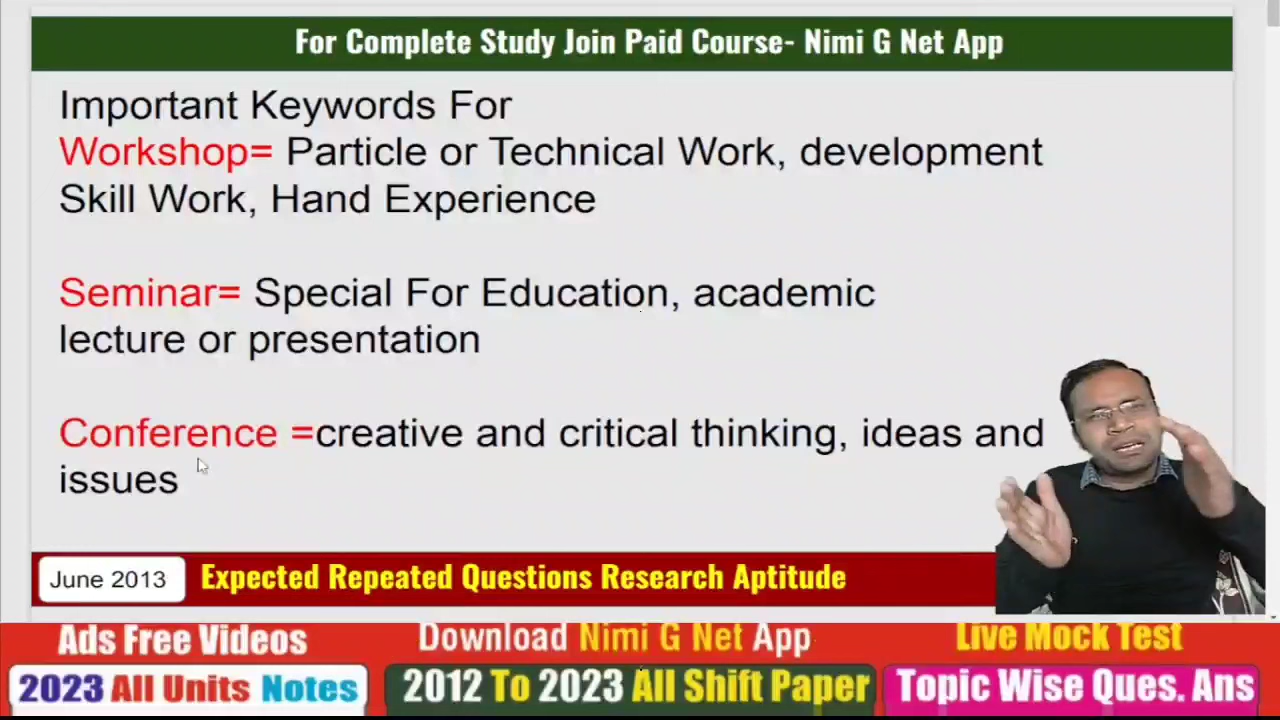 For Complete Study Join Paid Course- Nimi G Net App
Important Keywords For
Workshop= Particle or Technical Work, development
Skill Work, Hand Experience
Seminar= Special For Education, academic
lecture or presentation
Conference =creative and critical thinking, ideas and
issues
June 2013
Expected Repeated Questions Research Aptitude
Ads Free Videos
Download Nimi G Net App
Live Mock Test
2023 All Units Notes
2012 To 2023 All Shift Paper
Topic Wise Ques. Ans